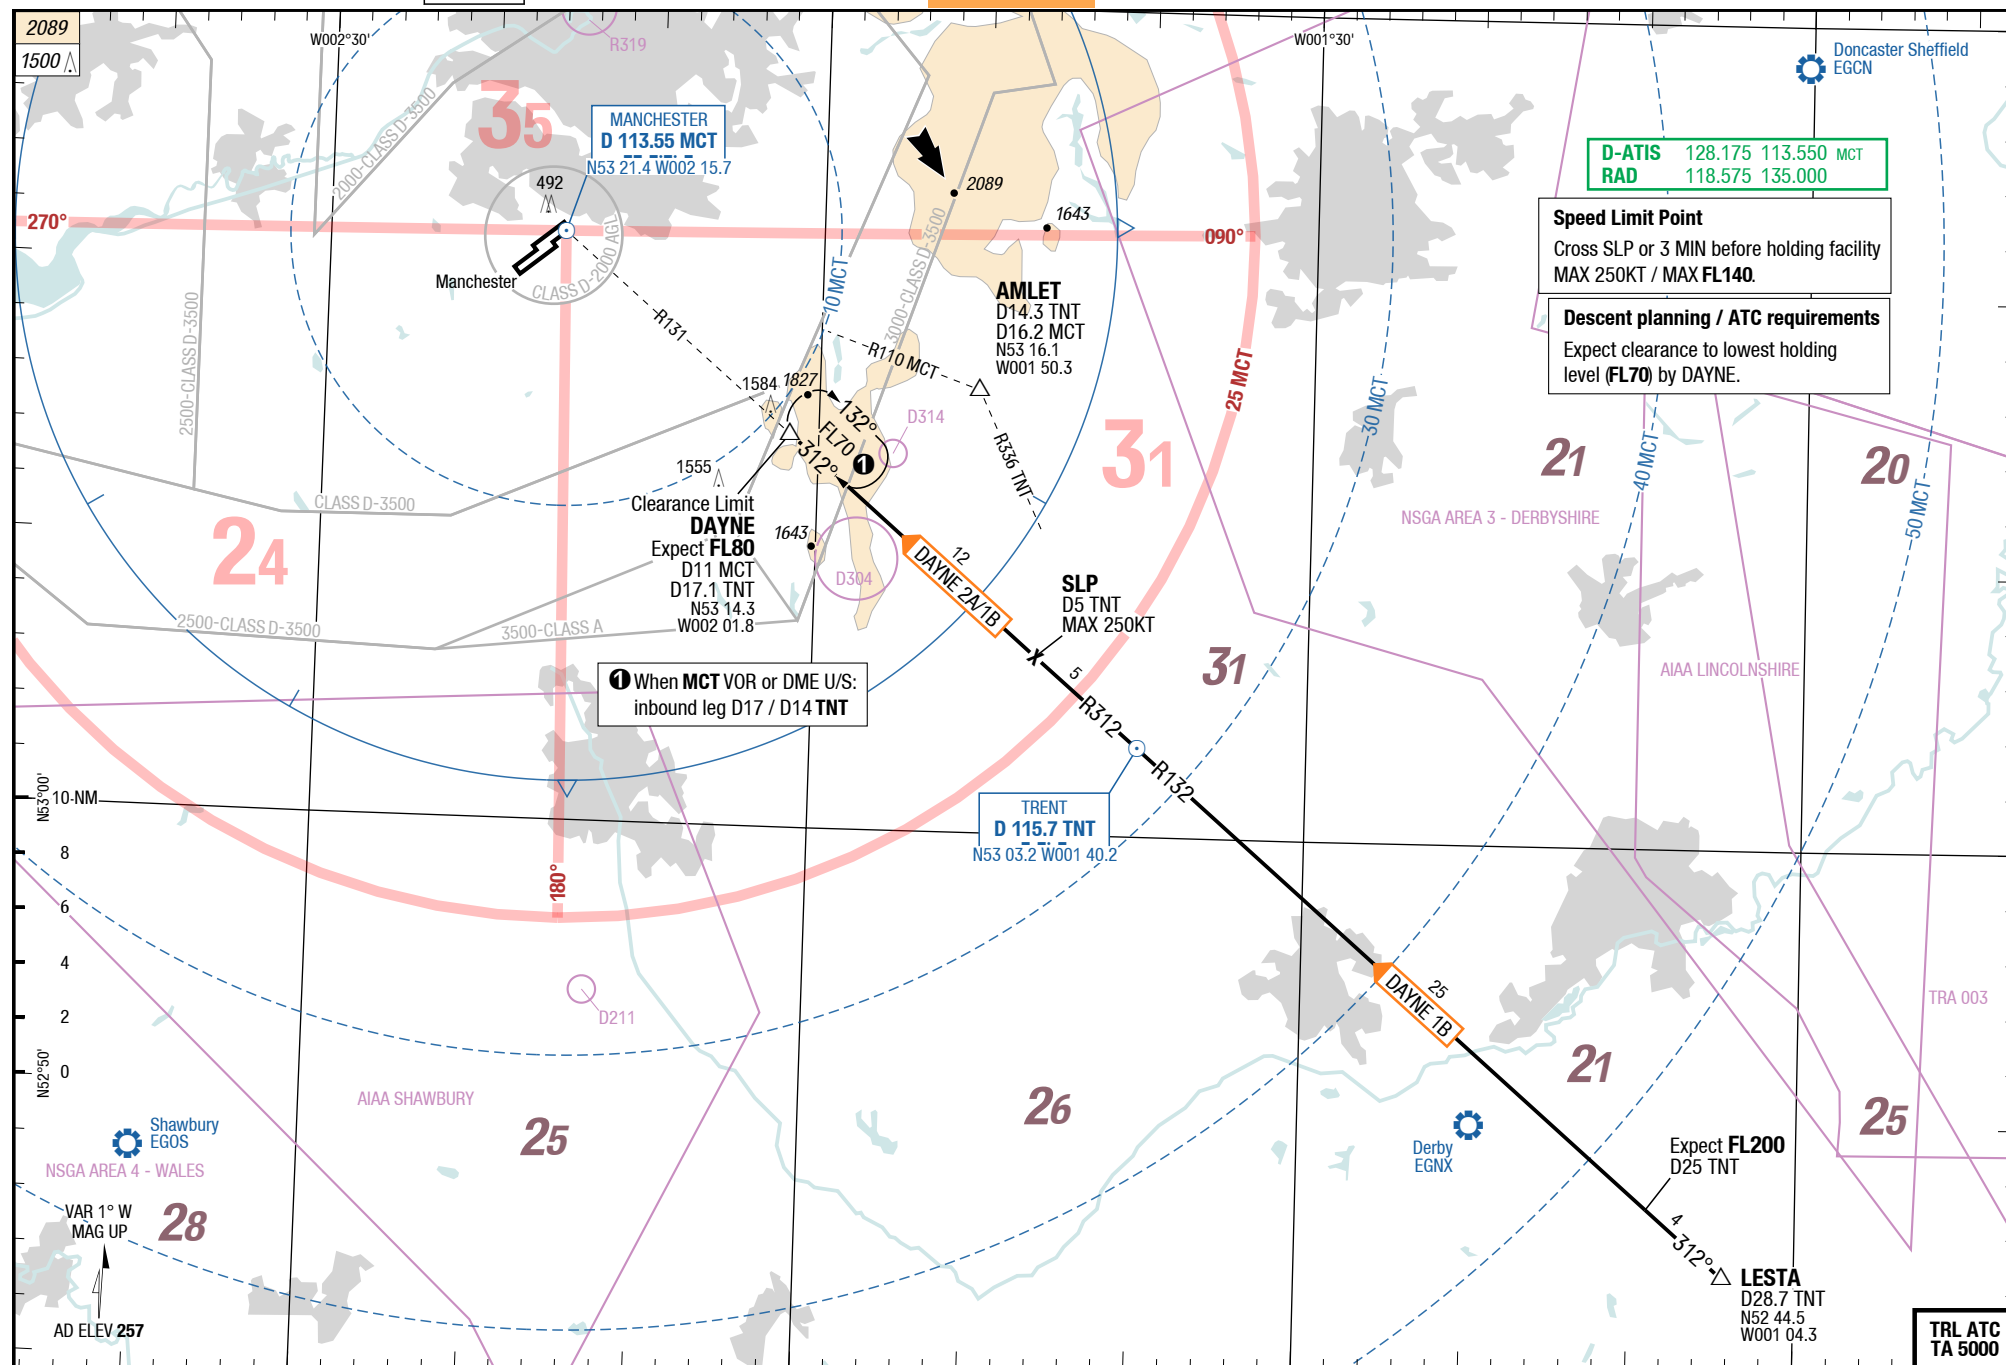 2089
1500
W002°30'
R319
W001°30'
Doncaster Sheffield
EGCN
35
MANCHESTER
D 113.55 MCT
N53 21.4 W002 15.7
2000-CLASS D-3500
492
2089
1643
D-ATIS 128.175 113.550 MCT
RAD 118.575 135.000
Speed Limit Point
Cross SLP or 3 MIN before holding facility
MAX 250KT / MAX FL140.
270°
090°
Manchester
CLASS D-2000 AGL
3000-CLASS D-3500
10 MCT
AMLET
D14.3 TNT
D16.2 MCT
N53 16.1
W001 50.3
Descent planning / ATC requirements
Expect clearance to lowest holding
level (FL70) by DAYNE.
2500-CLASS D-3500
R131
R110 MCT
25 MCT
30 MCT
40 MCT
50 MCT
1584
1827
132°
FL70
312°
1
D314
R336 TNT
31
21
20
1555
CLASS D-3500
Clearance Limit
DAYNE
Expect FL80
D11 MCT
D17.1 TNT
N53 14.3
W002 01.8
1643
D304
NSGA AREA 3 - DERBYSHIRE
24
12
DAYNE 2A/1B
SLP
D5 TNT
MAX 250KT
2500-CLASS D-3500
3500-CLASS A
31
AIAA LINCOLNSHIRE
1 When MCT VOR or DME U/S:
inbound leg D17 / D14 TNT
5
R312
R132
N53°00'
10-NM
8
6
4
2
0
N52°50'
TRENT
D 115.7 TNT
N53 03.2 W001 40.2
180°
D211
25
DAYNE 1B
TRA 003
21
AIAA SHAWBURY
25
26
25
Shawbury
EGOS
NSGA AREA 4 - WALES
Derby
EGNX
Expect FL200
D25 TNT
28
VAR 1° W
MAG UP
4
312°
LESTA
D28.7 TNT
N52 44.5
W001 04.3
AD ELEV 257
TRL ATC
TA 5000